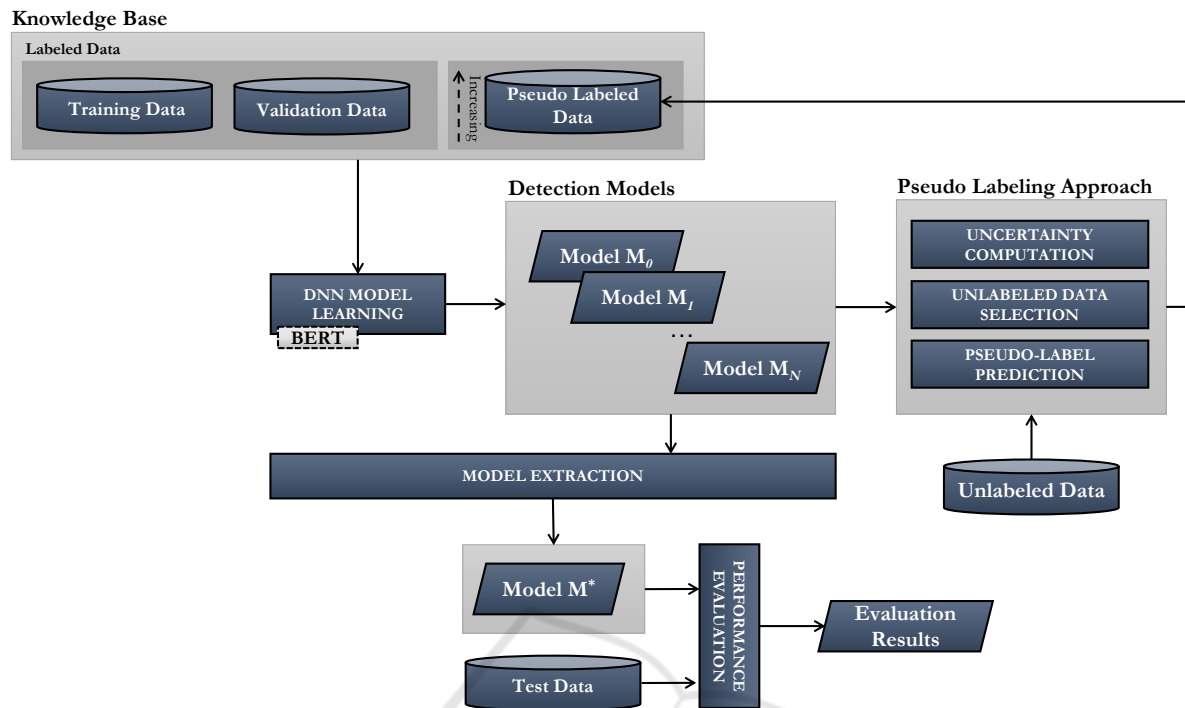 Knowledge Base
Labeled Data
Training Data
Validation Data
Increasing
Pseudo Labeled
Data
Detection Models
Pseudo Labeling Approach
Model M0
Model M1
...
Model MN
DNN MODEL
LEARNING
BERT
UNCERTAINTY
COMPUTATION
UNLABELED DATA
SELECTION
PSEUDO-LABEL
PREDICTION
MODEL EXTRACTION
Unlabeled Data
Model M*
PERFORMANCE
EVALUATION
Evaluation
Results
Test Data